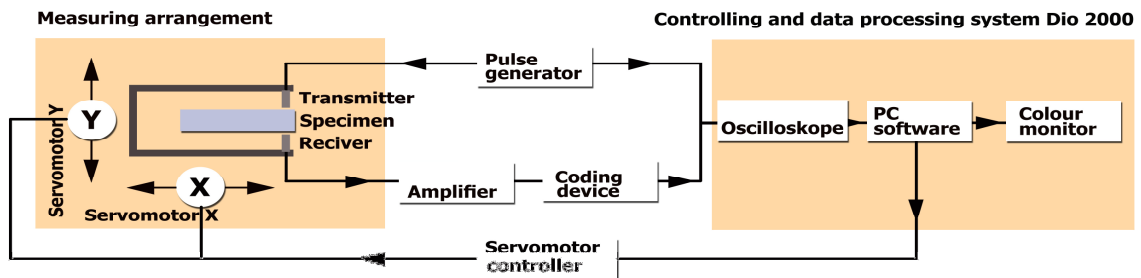 Measuring arrangement
Controlling and data processing system Dio 2000
Pulse
generator
Transmitter
Specimen
Reciver
Servomotor Y
Y
X
Servomotor X
Amplifier
Coding
device
Oscilloskope
PC
software
Colour
monitor
Servomotor
controller